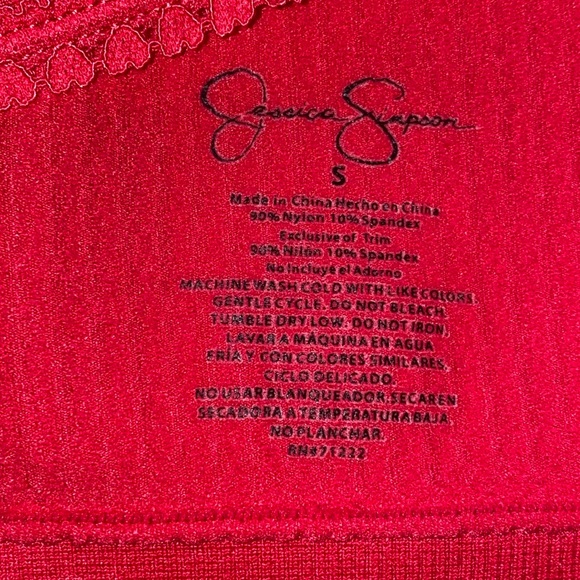 Jessica Simpson
S
Made in China Hecho en China
90% Nylon 10% Spandex
Exclusive of Trim
90% Nilón 10% Spandex
No Incluye el Adorno
MACHINE WASH COLD WITH LIKE COLORS.
GENTLE CYCLE. DO NOT BLEACH.
TUMBLE DRY LOW. DO NOT IRON.
LAVAR A MÁQUINA EN AGUA
FRÍA Y CON COLORES SIMILARES.
CICLO DELICADO.
NO USAR BLANQUEADOR. SECAR EN
SECADORA A TEMPERATURA BAJA.
NO PLANCHAR.
RN#71232